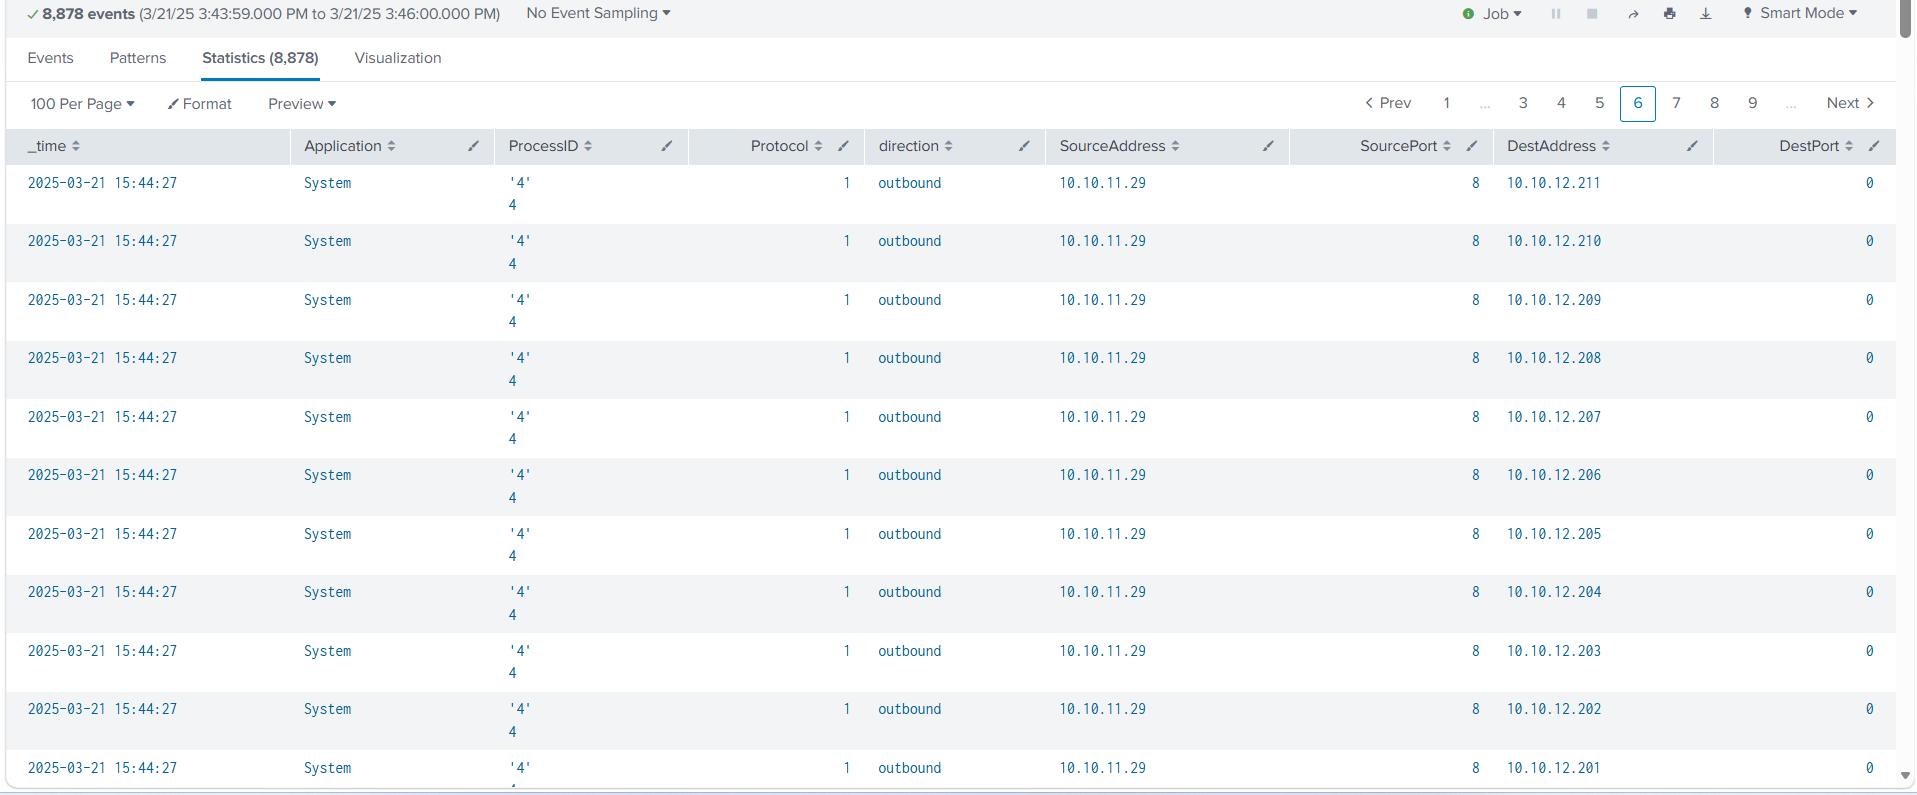 8,878 events (3/21/25 3:43:59.000 PM to 3/21/25 3:46:00.000 PM) No Event Sampling Job Smart Mode
Events Patterns Statistics (8,878) Visualization
100 Per Page Format Preview Prev 1 ... 3 4 5 6 7 8 9 ... Next
_time Application ProcessID Protocol direction SourceAddress SourcePort DestAddress DestPort
2025-03-21 15:44:27 System '4' 1 outbound 10.10.11.29 8 10.10.12.211 0
4
2025-03-21 15:44:27 System '4' 1 outbound 10.10.11.29 8 10.10.12.210 0
4
2025-03-21 15:44:27 System '4' 1 outbound 10.10.11.29 8 10.10.12.209 0
4
2025-03-21 15:44:27 System '4' 1 outbound 10.10.11.29 8 10.10.12.208 0
4
2025-03-21 15:44:27 System '4' 1 outbound 10.10.11.29 8 10.10.12.207 0
4
2025-03-21 15:44:27 System '4' 1 outbound 10.10.11.29 8 10.10.12.206 0
4
2025-03-21 15:44:27 System '4' 1 outbound 10.10.11.29 8 10.10.12.205 0
4
2025-03-21 15:44:27 System '4' 1 outbound 10.10.11.29 8 10.10.12.204 0
4
2025-03-21 15:44:27 System '4' 1 outbound 10.10.11.29 8 10.10.12.203 0
4
2025-03-21 15:44:27 System '4' 1 outbound 10.10.11.29 8 10.10.12.202 0
4
2025-03-21 15:44:27 System '4' 1 outbound 10.10.11.29 8 10.10.12.201 0